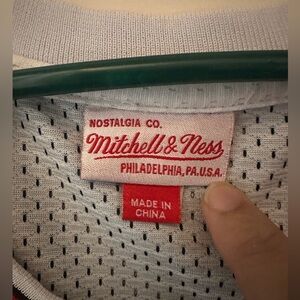 NOSTALGIA CO.
Mitchell & Ness
PHILADELPHIA, PA. U.S.A.
MADE IN
CHINA